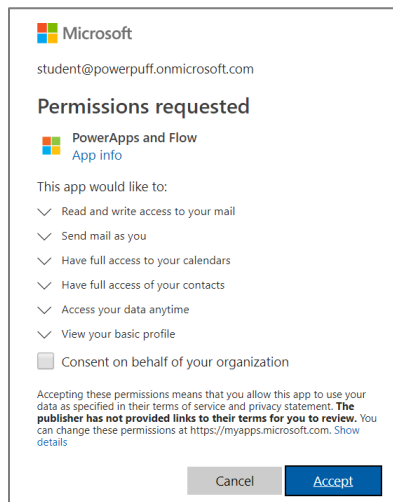 Microsoft
student@powerpuff.onmicrosoft.com
Permissions requested
PowerApps and Flow
App info
This app would like to:
Read and write access to your mail
Send mail as you
Have full access to your calendars
Have full access of your contacts
Access your data anytime
View your basic profile
Consent on behalf of your organization
Accepting these permissions means that you allow this app to use your
data as specified in their terms of service and privacy statement. The
publisher has not provided links to their terms for you to review. You
can change these permissions at https://myapps.microsoft.com. Show
details
Cancel
Accept